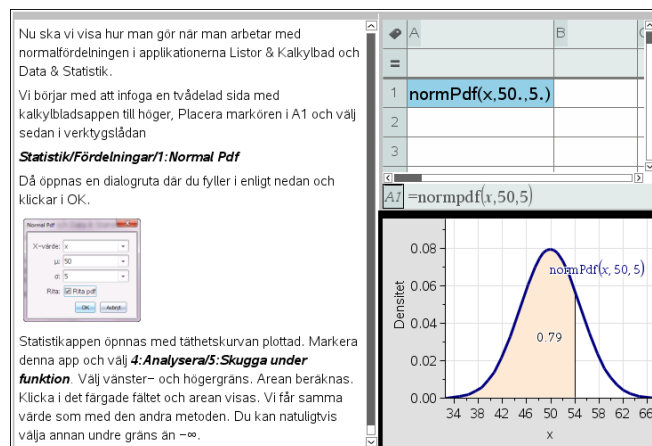 Nu ska vi visa hur man gör när man arbetar med
normalfördelningen i applikationerna Listor & Kalkylbad och
Data & Statistik.
Vi börjar med att infoga en tvådelad sida med
kalkylbladsappen till höger, Placera markören i A1 och välj
sedan i verktygslådan
Statistik/Fördelningar/1:Normal Pdf
Då öppnas en dialogruta där du fyller i enligt nedan och
klickar i OK.
Normal Pdf
X-värde: x
μ: 50
σ: 5
Rita: Rita pdf
OK Avbryt
Statistikappen öpnnas med täthetskurvan plottad. Markera
denna app och välj 4:Analysera/5:Skugga under
funktion. Välj vänster- och högergräns. Arean beräknas.
Klicka i det färgade fältet och arean visas. Vi får samma
värde som med den andra metoden. Du kan natuligtvis
välja annan undre gräns än -∞.
A B C
=
1 normPdf(x,50.,5.)
2
3
A1 =normpdf(x,50,5)
0.08
0.06
0.04
0.02
0.00
Densitet
normPdf(x, 50, 5)
0.79
34 38 42 46 50 54 58 62 66
x